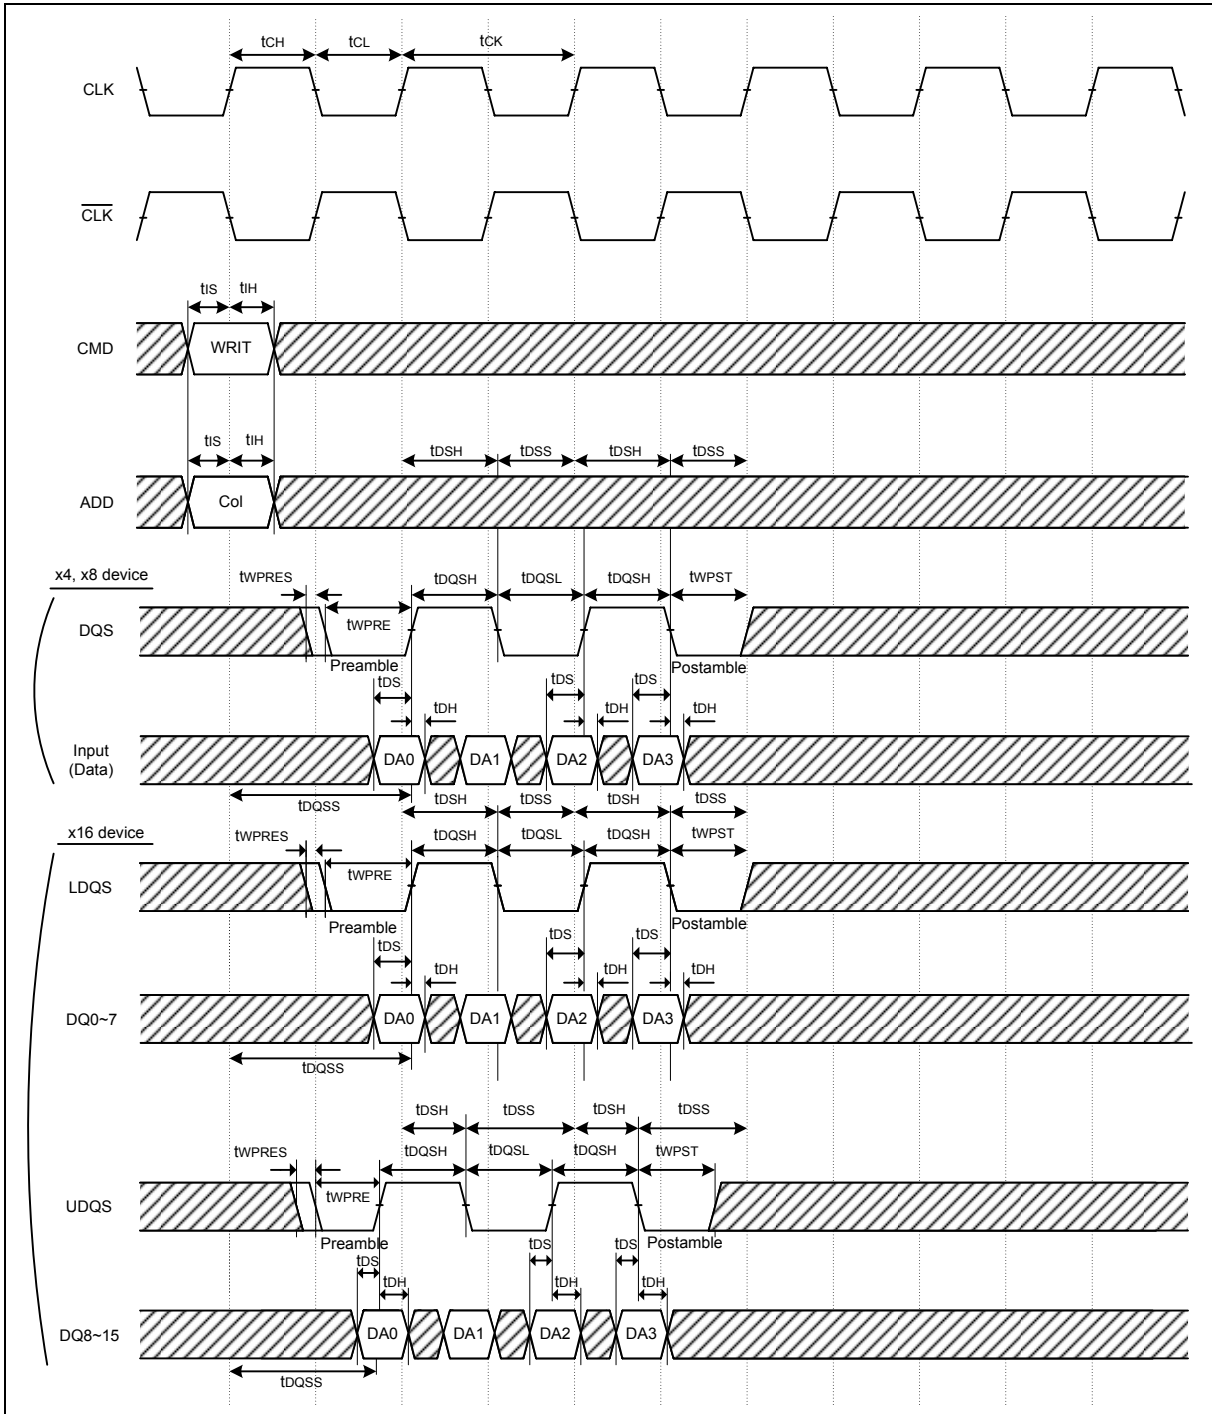 tCH tCL tCK
CLK
CLK
tIS tIH
CMD WRIT
tIS tIH tDSH tDSS tDSH tDSS
ADD Col
x4, x8 device
tWPRES tDQSH tDQSL tDQSH tWPST
DQS tWPRE
Preamble Postamble
tDS tDS tDS
tDH tDH tDH
Input
(Data)
DA0 DA1 DA2 DA3
tDQSS tDSH tDSS tDSH tDSS
x16 device
tWPRES tDQSH tDQSL tDQSH tWPST
LDQS tWPRE
Preamble Postamble
tDS tDS tDS
tDH tDH tDH
DQ0~7 DA0 DA1 DA2 DA3
tDQSS
tDSH tDSS tDSH tDSS
tWPRES tDQSH tDQSL tDQSH tWPST
UDQS tWPRE
Preamble Postamble
tDS tDS tDS
tDH tDH tDH
DQ8~15 DA0 DA1 DA2 DA3
tDQSS